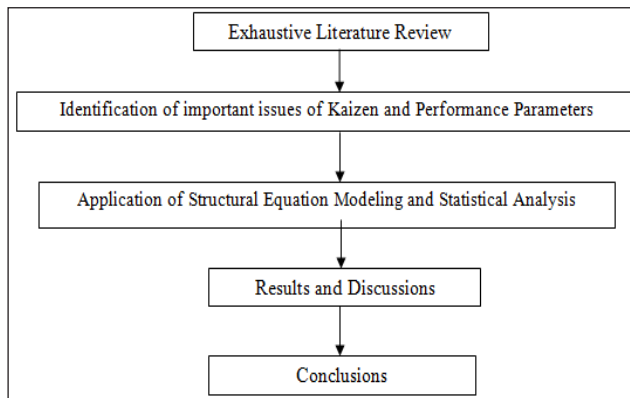 Exhaustive Literature Review
Identification of important issues of Kaizen and Performance Parameters
Application of Structural Equation Modeling and Statistical Analysis
Results and Discussions
Conclusions